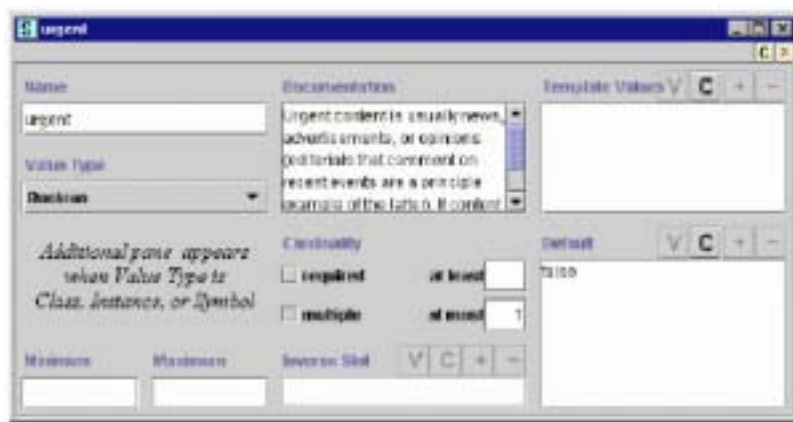 urgent
C ×
Name
urgent
Value Type
Boolean
Additional pane appears
when Value Type is
Class, Instance, or Symbol
Minimum Maximum
Documentation
Urgent content is usually news,
advertisements, or opinions
(editorials that comment on
recent events are a principle
example of the latter). If content
Cardinality
required at least
multiple at most 1
Inverse Slot V C + -
Template Values V C + -
Default V C + -
false